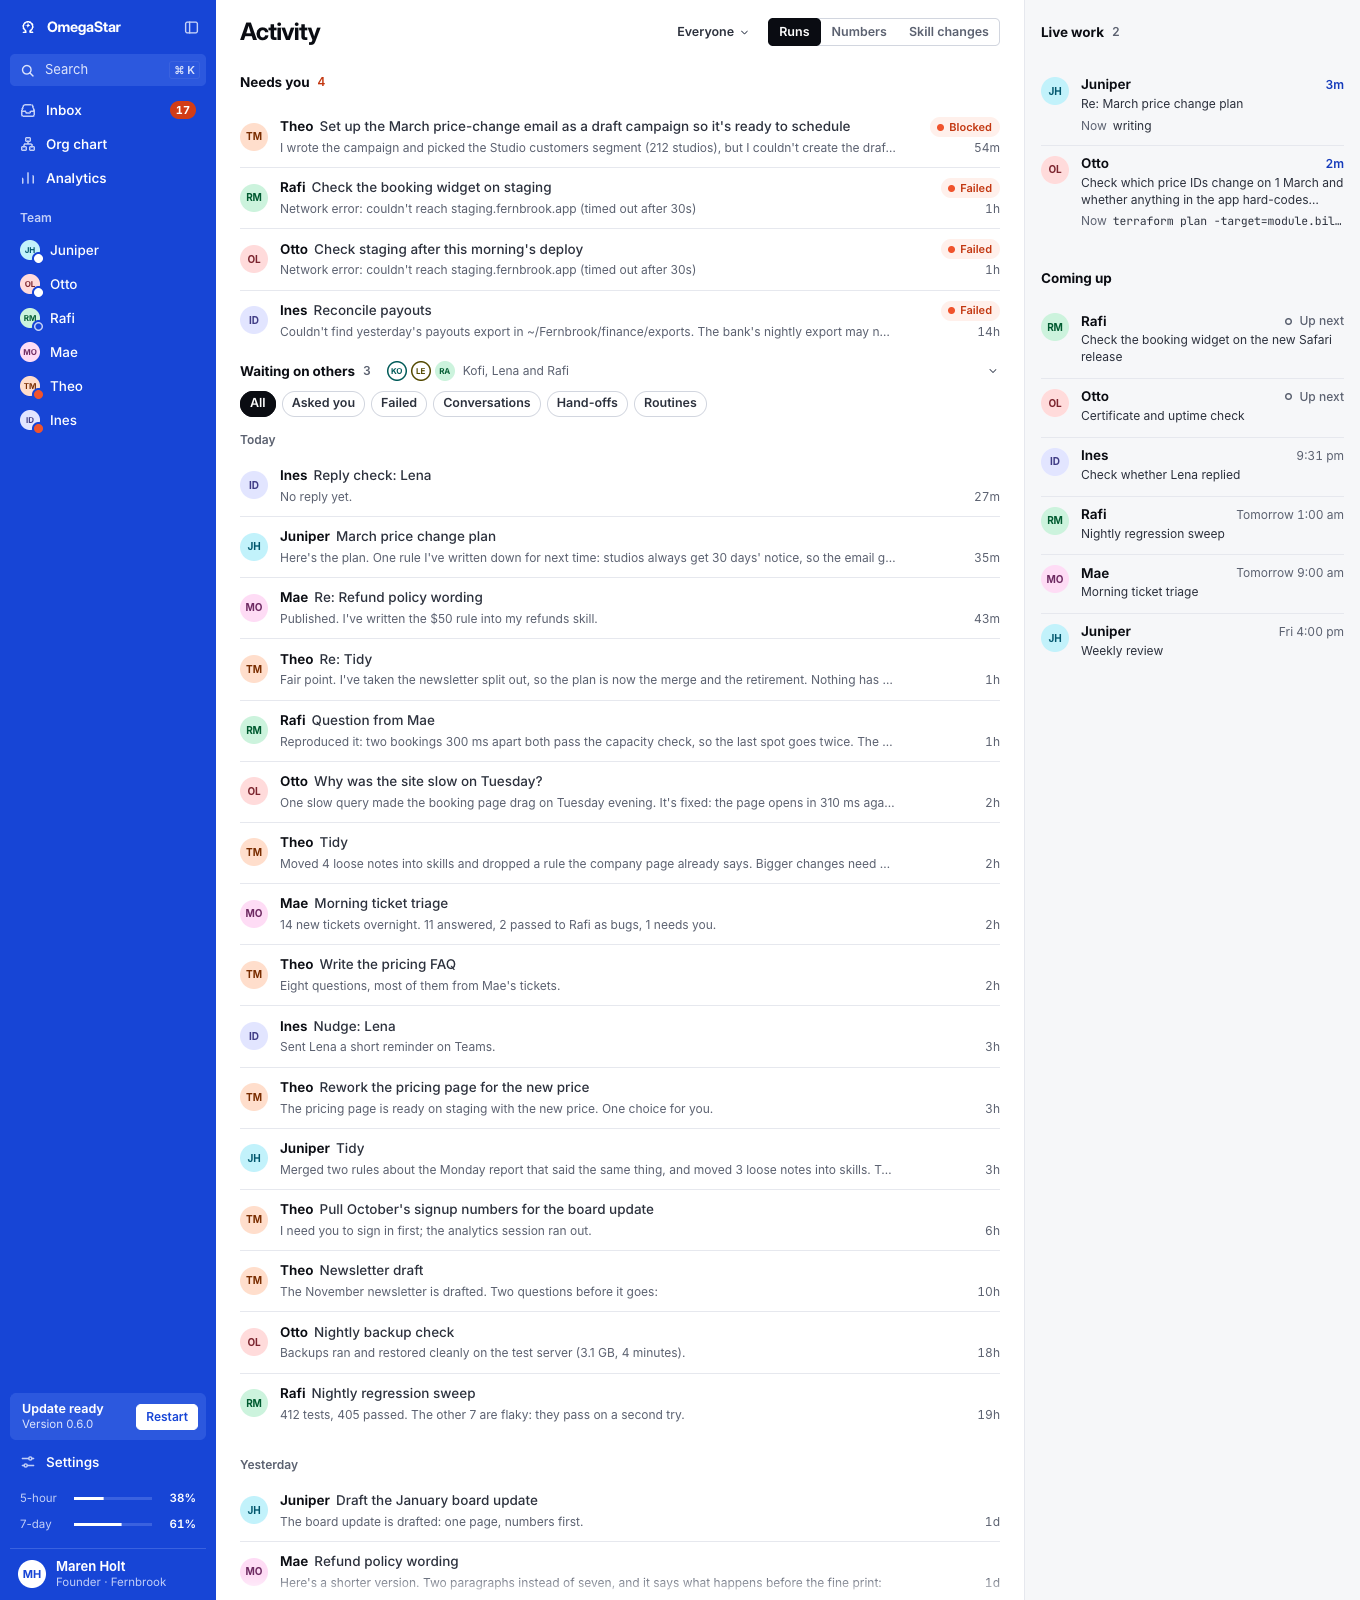 OmegaStar
Search ⌘ K
Inbox 17
Org chart
Analytics
Team
JH Juniper
OL Otto
RM Rafi
MO Mae
TM Theo
ID Ines
Update ready
Version 0.6.0
Restart
Settings
5-hour 38%
7-day 61%
MH Maren Holt
Founder · Fernbrook
Activity
Everyone Runs Numbers Skill changes
Needs you 4
TM Theo Set up the March price-change email as a draft campaign so it's ready to schedule Blocked
I wrote the campaign and picked the Studio customers segment (212 studios), but I couldn't create the draf... 54m
RM Rafi Check the booking widget on staging Failed
Network error: couldn't reach staging.fernbrook.app (timed out after 30s) 1h
OL Otto Check staging after this morning's deploy Failed
Network error: couldn't reach staging.fernbrook.app (timed out after 30s) 1h
ID Ines Reconcile payouts Failed
Couldn't find yesterday's payouts export in ~/Fernbrook/finance/exports. The bank's nightly export may n... 14h
Waiting on others 3 KO LE RA Kofi, Lena and Rafi
All Asked you Failed Conversations Hand-offs Routines
Today
ID Ines Reply check: Lena
No reply yet. 27m
JH Juniper March price change plan
Here's the plan. One rule I've written down for next time: studios always get 30 days' notice, so the email g... 35m
MO Mae Re: Refund policy wording
Published. I've written the $50 rule into my refunds skill. 43m
TM Theo Re: Tidy
Fair point. I've taken the newsletter split out, so the plan is now the merge and the retirement. Nothing has ... 1h
RM Rafi Question from Mae
Reproduced it: two bookings 300 ms apart both pass the capacity check, so the last spot goes twice. The ... 1h
OL Otto Why was the site slow on Tuesday?
One slow query made the booking page drag on Tuesday evening. It's fixed: the page opens in 310 ms aga... 2h
TM Theo Tidy
Moved 4 loose notes into skills and dropped a rule the company page already says. Bigger changes need ... 2h
MO Mae Morning ticket triage
14 new tickets overnight. 11 answered, 2 passed to Rafi as bugs, 1 needs you. 2h
TM Theo Write the pricing FAQ
Eight questions, most of them from Mae's tickets. 2h
ID Ines Nudge: Lena
Sent Lena a short reminder on Teams. 3h
TM Theo Rework the pricing page for the new price
The pricing page is ready on staging with the new price. One choice for you. 3h
JH Juniper Tidy
Merged two rules about the Monday report that said the same thing, and moved 3 loose notes into skills. T... 3h
TM Theo Pull October's signup numbers for the board update
I need you to sign in first; the analytics session ran out. 6h
TM Theo Newsletter draft
The November newsletter is drafted. Two questions before it goes: 10h
OL Otto Nightly backup check
Backups ran and restored cleanly on the test server (3.1 GB, 4 minutes). 18h
RM Rafi Nightly regression sweep
412 tests, 405 passed. The other 7 are flaky: they pass on a second try. 19h
Yesterday
JH Juniper Draft the January board update
The board update is drafted: one page, numbers first. 1d
MO Mae Refund policy wording
Here's a shorter version. Two paragraphs instead of seven, and it says what happens before the fine print: 1d
Live work 2
JH Juniper 3m
Re: March price change plan
Now writing
OL Otto 2m
Check which price IDs change on 1 March and
whether anything in the app hard-codes...
Now terraform plan -target=module.bil...
Coming up
RM Rafi Up next
Check the booking widget on the new Safari
release
OL Otto Up next
Certificate and uptime check
ID Ines 9:31 pm
Check whether Lena replied
RM Rafi Tomorrow 1:00 am
Nightly regression sweep
MO Mae Tomorrow 9:00 am
Morning ticket triage
JH Juniper Fri 4:00 pm
Weekly review